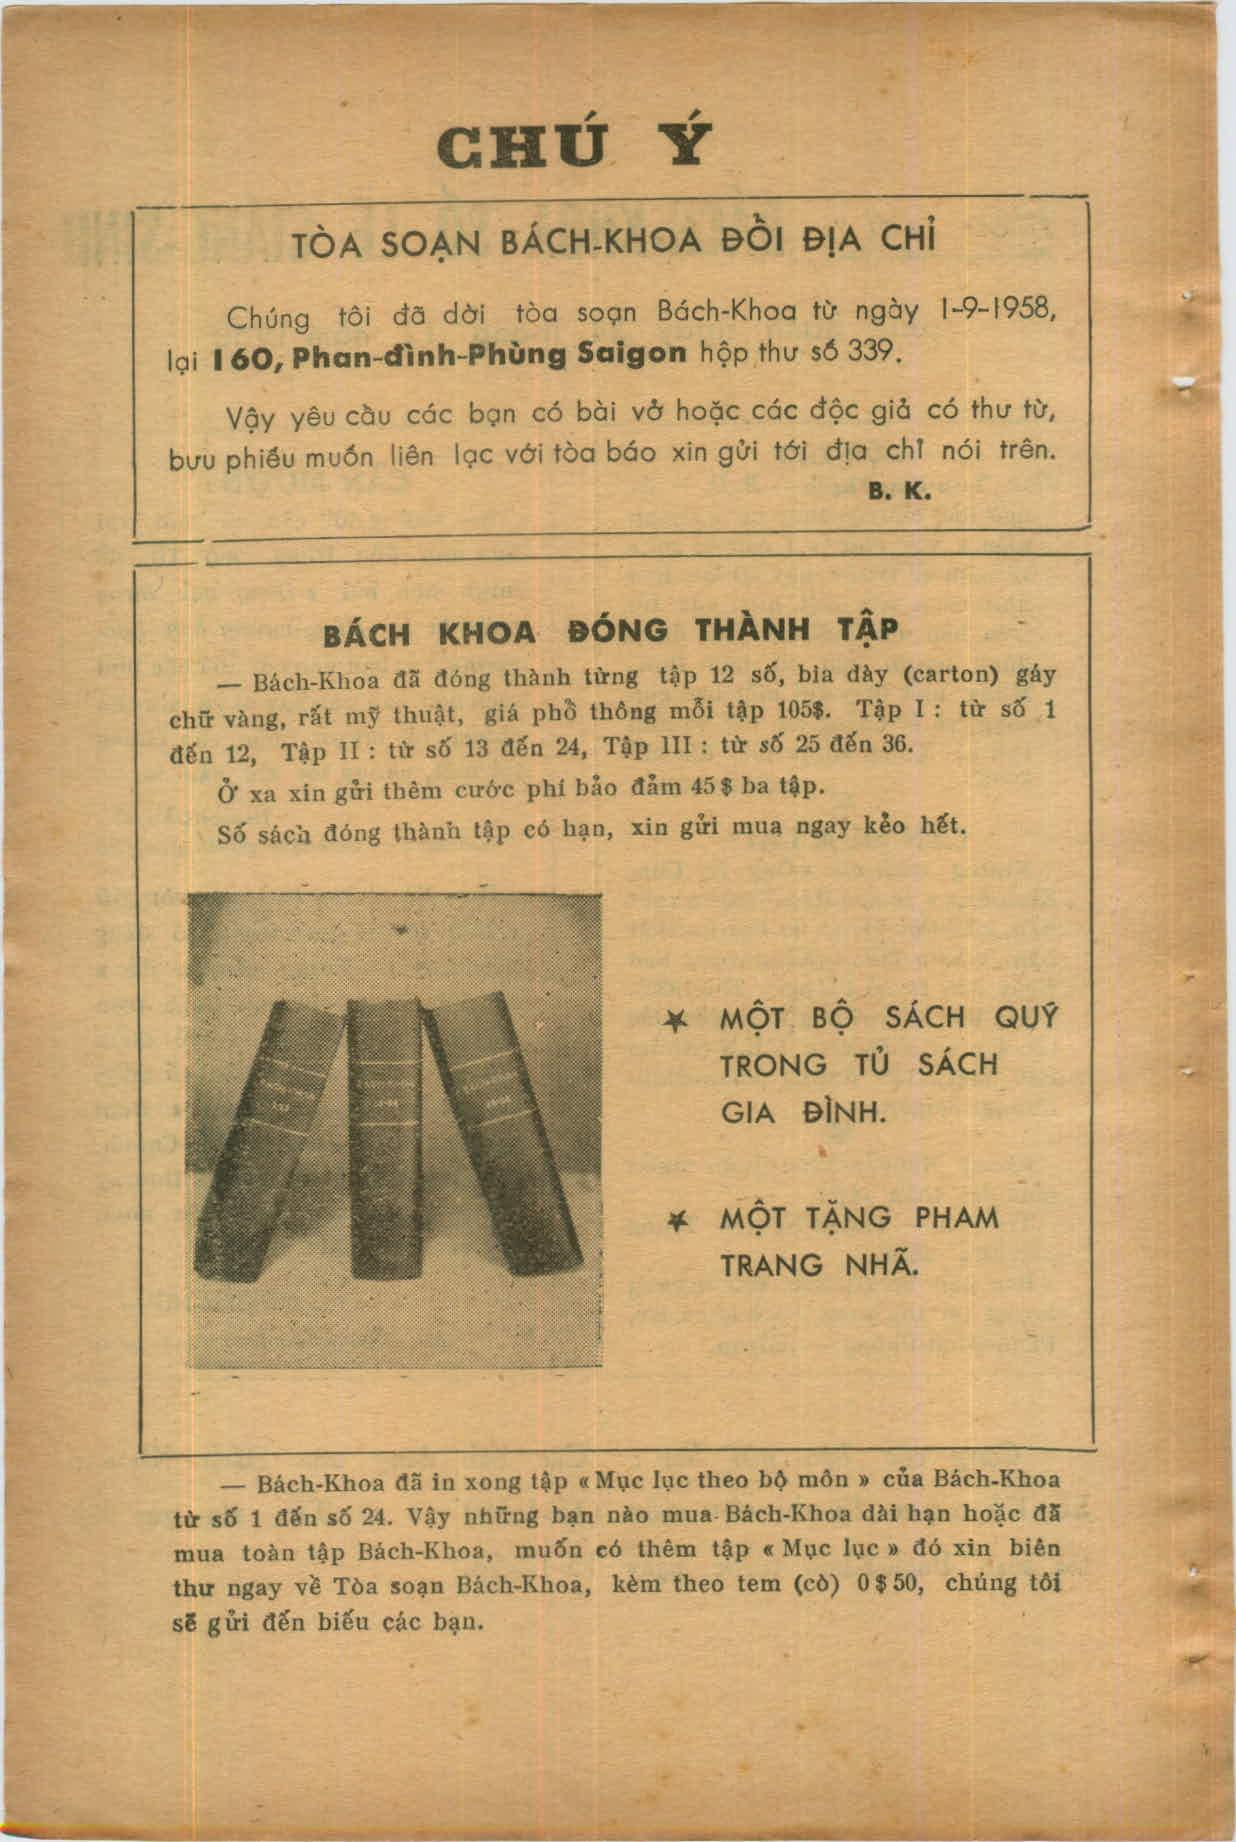 CHÚ Ý
TÒA SOẠN BÁCH-KHOA ĐỔI ĐỊA CHỈ
Chúng tôi đã dời tòa soạn Bách-Khoa từ ngày 1-9-1958,
lại 160, Phan-đình-Phùng Saigon hộp thư số 339.
Vậy yêu cầu các bạn có bài vở hoặc các độc giả có thư từ,
bưu phiếu muốn liên lạc với tòa báo xin gửi tới địa chỉ nói trên.
B. K.
BÁCH KHOA ĐÓNG THÀNH TẬP
— Bách-Khoa đã đóng thành từng tập 12 số, bìa dày (carton) gáy
chữ vàng, rất mỹ thuật, giá phổ thông mỗi tập 105$. Tập I : từ số 1
đến 12, Tập II : từ số 13 đến 24, Tập III : từ số 25 đến 36.
Ở xa xin gửi thêm cước phí bảo đảm 45$ ba tập.
Số sách đóng thành tập có hạn, xin gửi mua ngay kẻo hết.
★ MỘT BỘ SÁCH QUÝ
TRONG TỦ SÁCH
GIA ĐÌNH.
★ MỘT TẶNG PHAM
TRANG NHÃ.
— Bách-Khoa đã in xong tập « Mục lục theo bộ môn » của Bách-Khoa
từ số 1 đến số 24. Vậy những bạn nào mua Bách-Khoa dài hạn hoặc đã
mua toàn tập Bách-Khoa, muốn có thêm tập « Mục lục » đó xin biên
thư ngay về Tòa soạn Bách-Khoa, kèm theo tem (cò) 0$50, chúng tôi
sẽ gửi đến biếu các bạn.